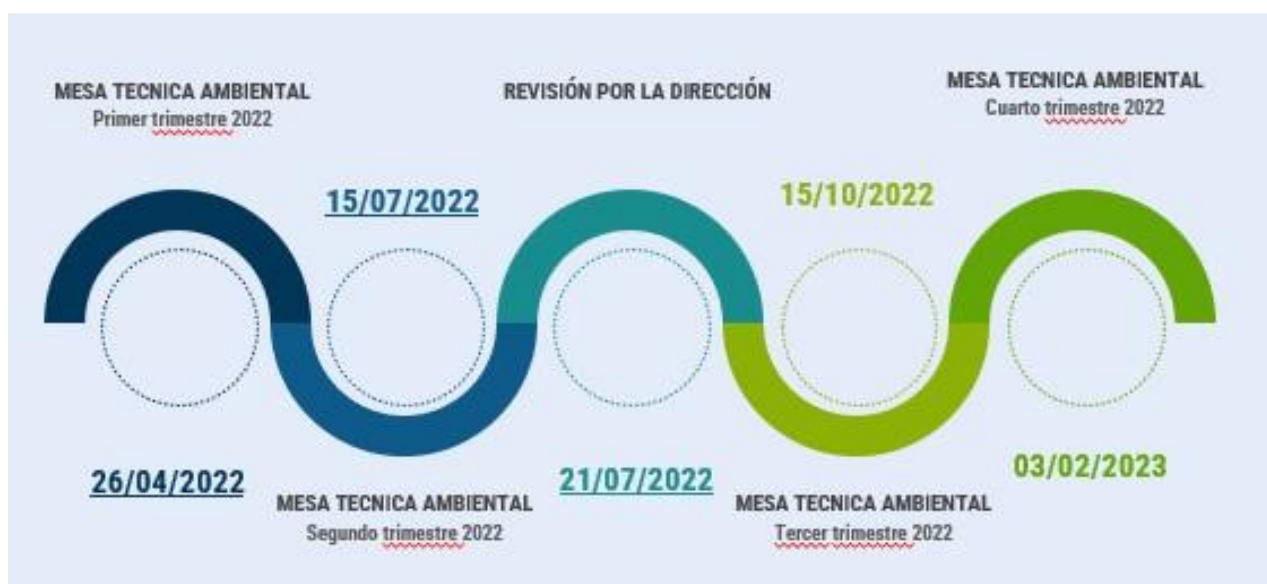 MESA TECNICA AMBIENTAL
Primer trimestre 2022
26/04/2022
15/07/2022
MESA TECNICA AMBIENTAL
Segundo trimestre 2022
REVISIÓN POR LA DIRECCIÓN
21/07/2022
15/10/2022
MESA TECNICA AMBIENTAL
Tercer trimestre 2022
MESA TECNICA AMBIENTAL
Cuarto trimestre 2022
03/02/2023